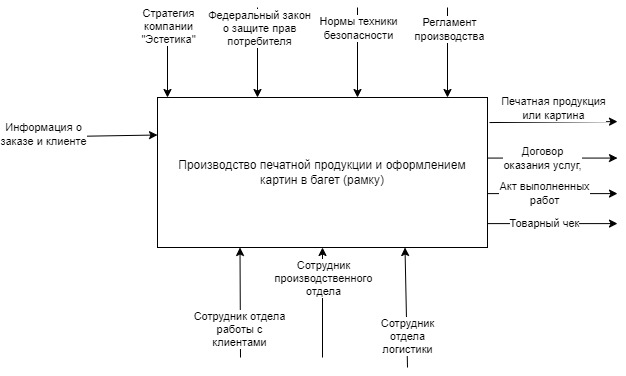 Стратегия
компании
"Эстетика"
Федеральный закон
о защите прав
потребителя
Нормы техники
безопасности
Регламент
производства
Информация о
заказе и клиенте
Производство печатной продукции и оформлением
картин в багет (рамку)
Печатная продукция
или картина
Договор
оказания услуг,
Акт выполненных
работ
Товарный чек
Сотрудник отдела
работы с
клиентами
Сотрудник
производственного
отдела
Сотрудник
отдела
логистики